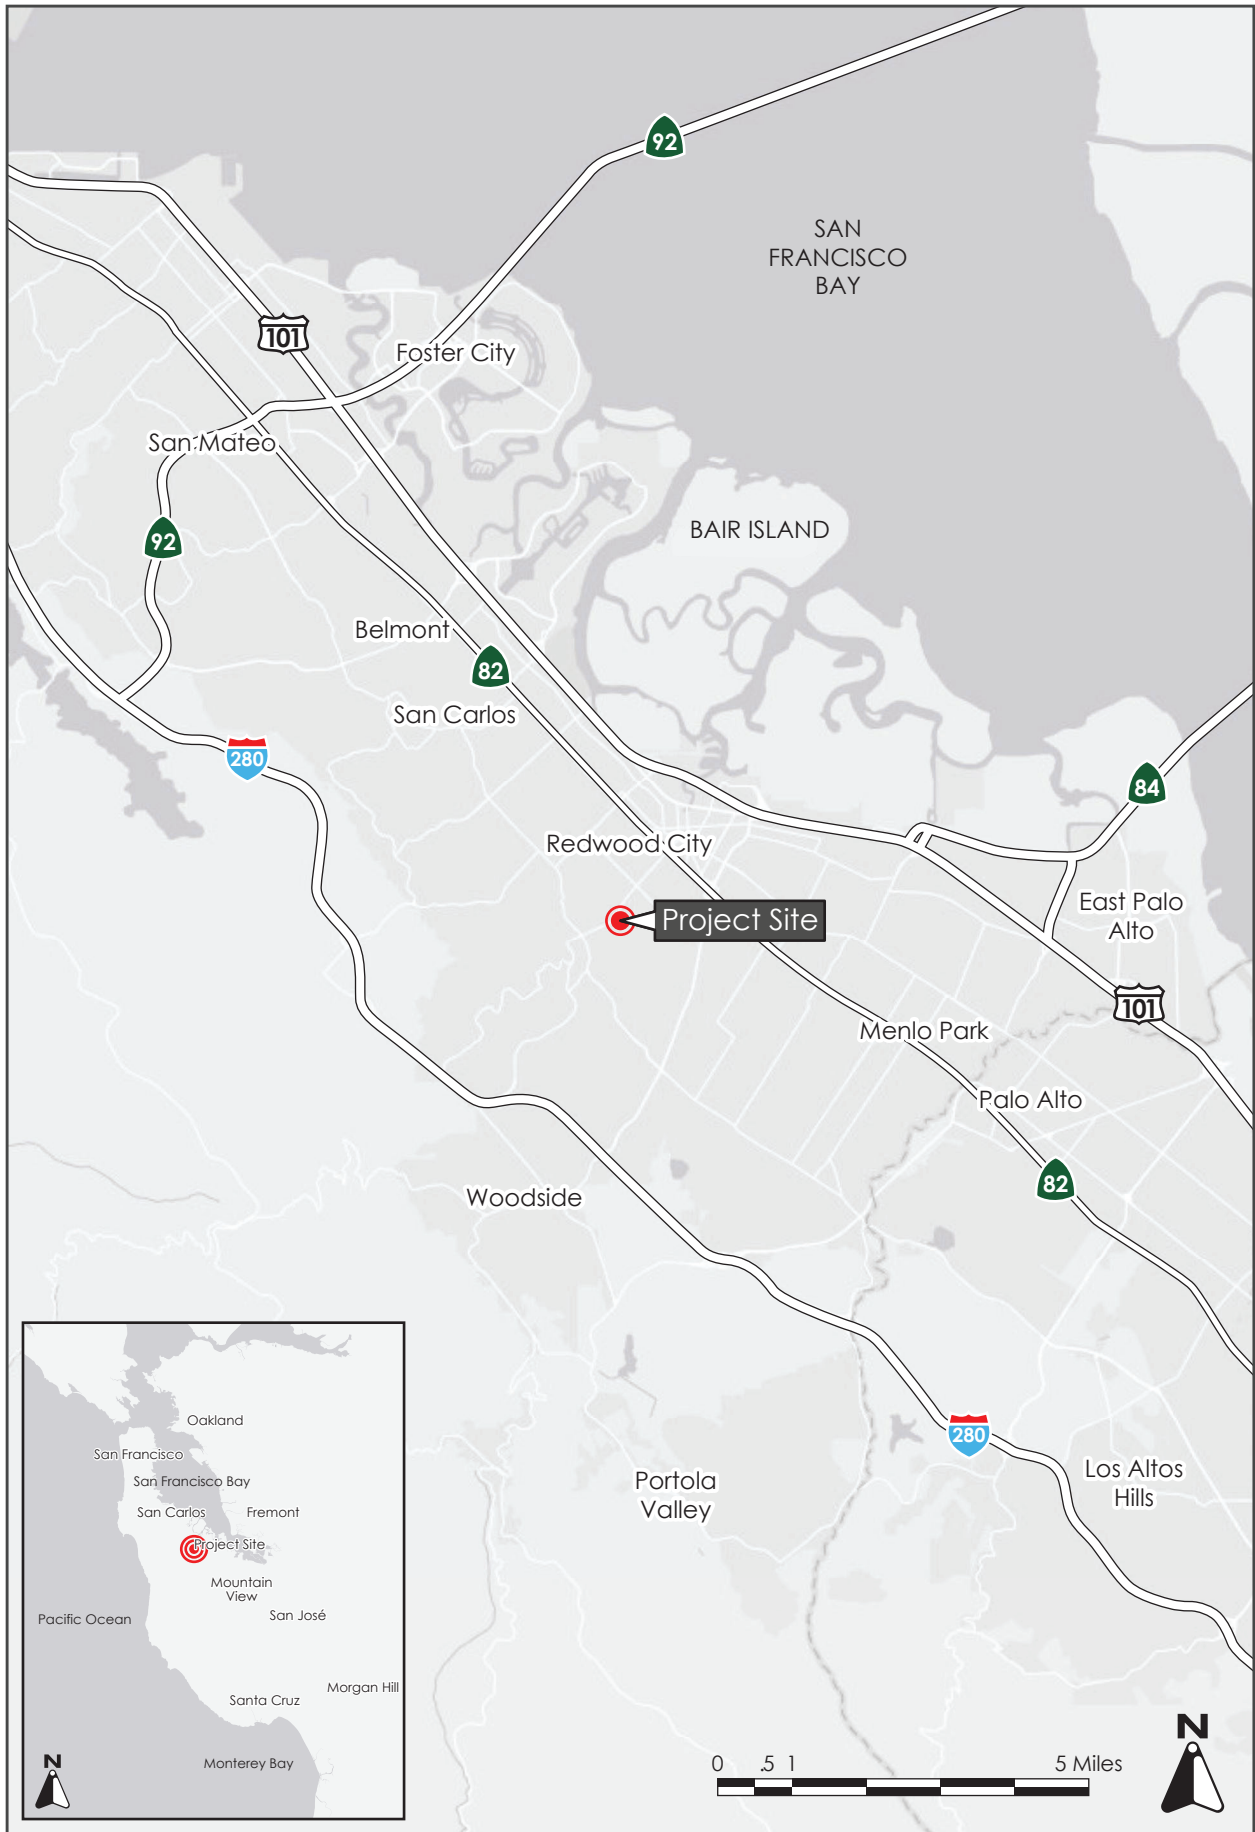 92
SAN
FRANCISCO
BAY
101
Foster City
San Mateo
92
BAIR ISLAND
Belmont
82
San Carlos
280
84
Redwood City
Project Site
East Palo
Alto
101
Menlo Park
Palo Alto
82
Woodside
280
Los Altos
Hills
Portola
Valley
Oakland
San Francisco
San Francisco Bay
San Carlos
Fremont
Project Site
Mountain
View
San José
Pacific Ocean
Morgan Hill
Santa Cruz
Monterey Bay
N
0 .5 1 5 Miles
N